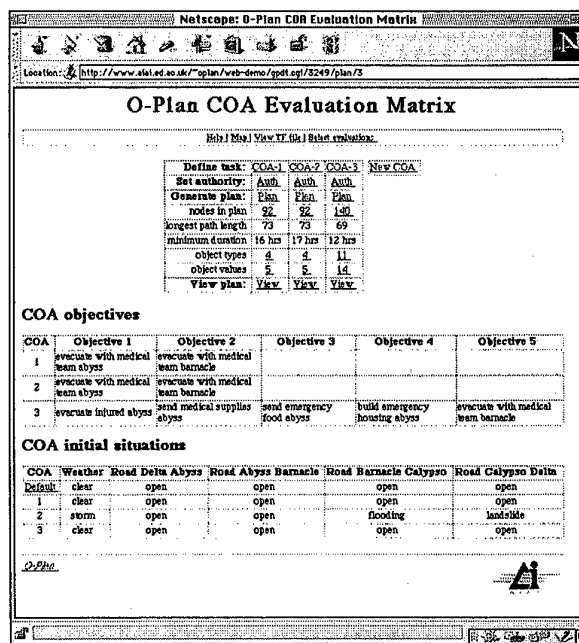 Netscape: O-Plan COA Evaluation Matrix
Location: http://www.aiai.ed.ac.uk/~oplan/web-demo/gpdt.cgi/3249/plan/3
O-Plan COA Evaluation Matrix
Help | Map | View TF file | Select evaluations
Define task: COA-1 COA-2 COA-3 New COA
Set authority: Auth Auth Auth
Generate plan: Plan Plan Plan
nodes in plan 92 92 140
longest path length 73 73 69
minimum duration 16 hrs 17 hrs 12 hrs
object types 4 4 11
object values 5 5 14
View plan: View View View
COA objectives
COA Objective 1 Objective 2 Objective 3 Objective 4 Objective 5
1 evacuate with medical team abyss evacuate with medical team barnacle
2 evacuate with medical team abyss evacuate with medical team barnacle
3 evacuate injured abyss send medical supplies abyss send emergency food abyss build emergency housing abyss evacuate with medical team barnacle
COA initial situations
COA Weather Road Delta Abyss Road Abyss Barnacle Road Barnacle Calypso Road Calypso Delta
Default clear open open open open
1 clear open open open open
2 storm open open flooding landslide
3 clear open open open open
O-Plan
Ai